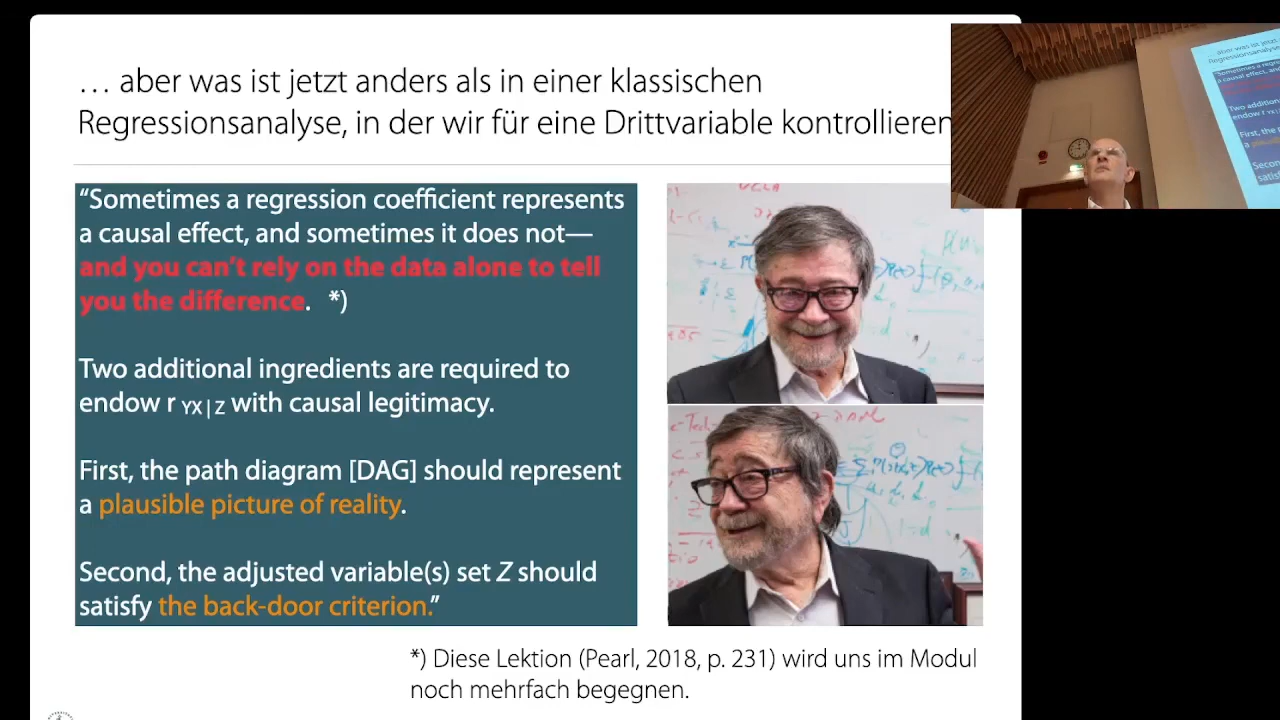 … aber was ist jetzt anders als in einer klassischen
Regressionsanalyse, in der wir für eine Drittvariable kontrollieren
“Sometimes a regression coefficient represents
a causal effect, and sometimes it does not—
and you can’t rely on the data alone to tell
you the difference. *)
Two additional ingredients are required to
endow r YX|Z with causal legitimacy.
First, the path diagram [DAG] should represent
a plausible picture of reality.
Second, the adjusted variable(s) set Z should
satisfy the back-door criterion.”
*) Diese Lektion (Pearl, 2018, p. 231) wird uns im Modul
noch mehrfach begegnen.